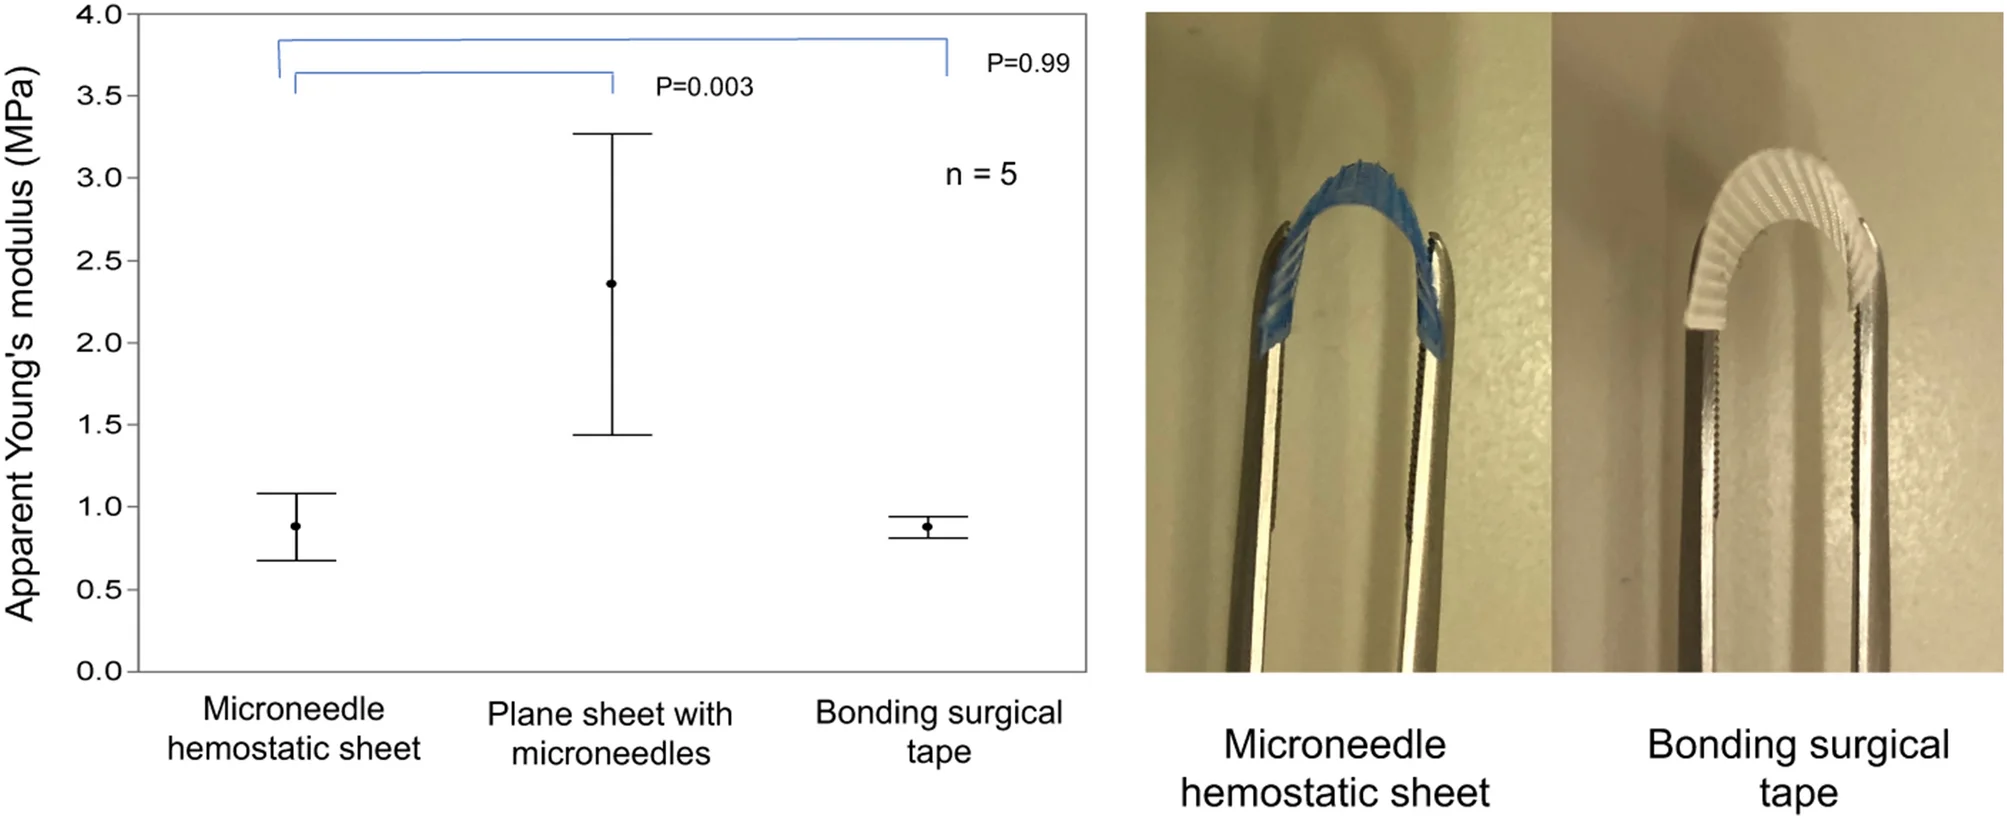 Apparent Young's modulus (MPa)
4.0
3.5
3.0
2.5
2.0
1.5
1.0
0.5
0.0
P=0.99
P=0.003
n = 5
Microneedle
hemostatic sheet
Plane sheet with
microneedles
Bonding surgical
tape
Microneedle
hemostatic sheet
Bonding surgical
tape